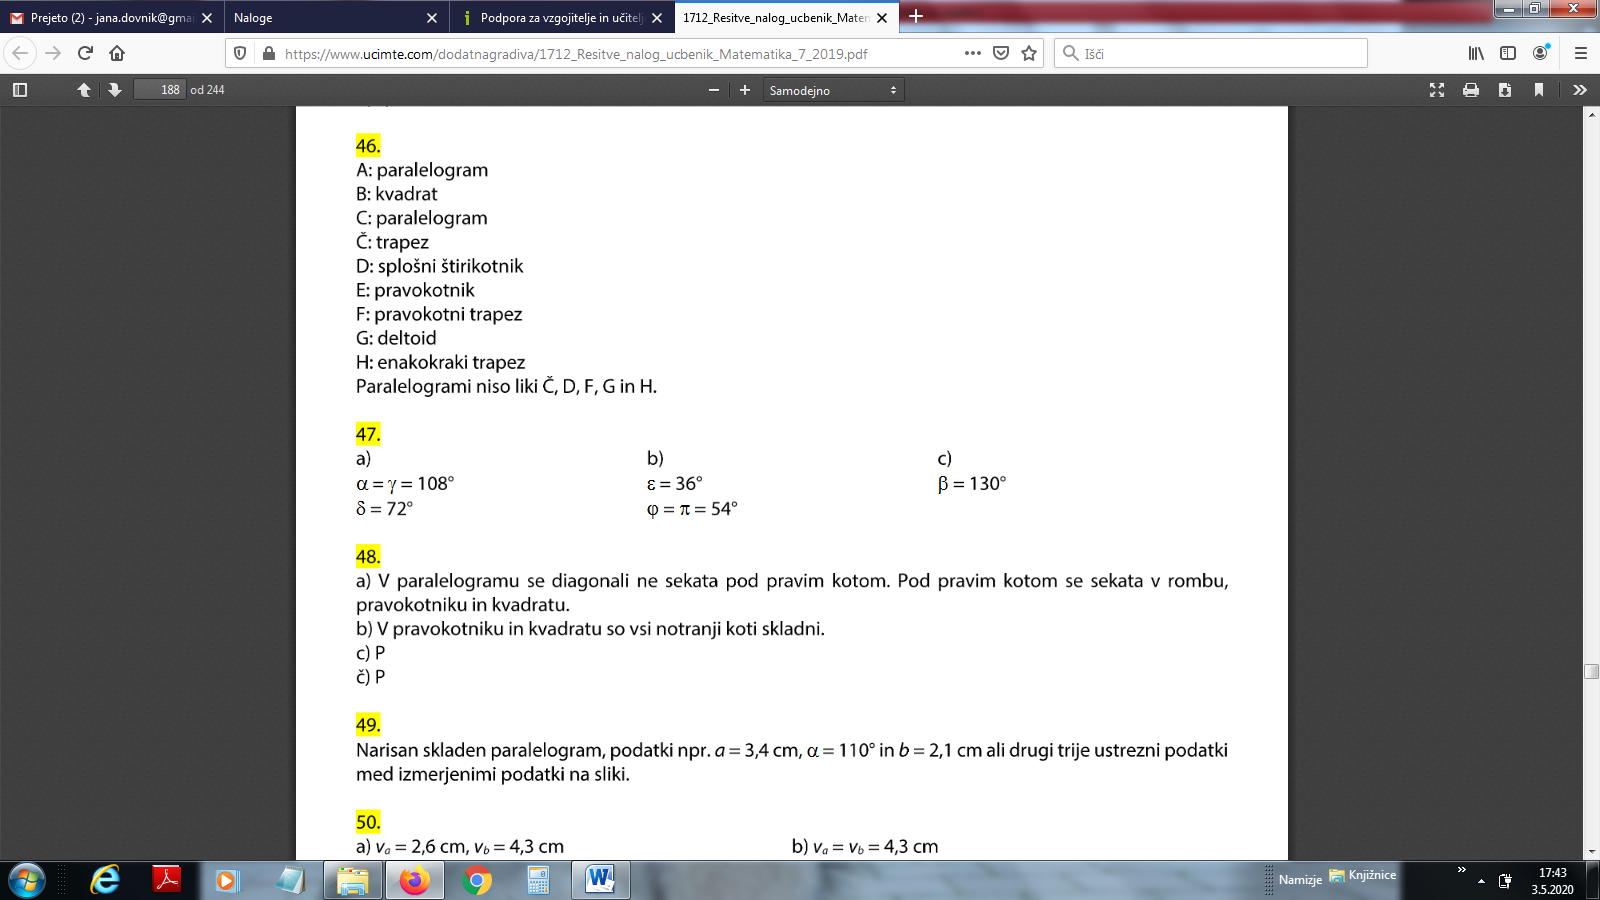 Prejeto (2) - jana.dovnik@gmai
Naloge
Podpora za vzgojitelje in učitelje
1712_Resitve_nalog_ucbenik_Matem
https://www.ucimte.com/dodatnagradiva/1712_Resitve_nalog_ucbenik_Matematika_7_2019.pdf
Išči
188 od 244
Samodejno
46.
A: paralelogram
B: kvadrat
C: paralelogram
Č: trapez
D: splošni štirikotnik
E: pravokotnik
F: pravokotni trapez
G: deltoid
H: enakokraki trapez
Paralelogrami niso liki Č, D, F, G in H.
47.
a) b) c)
α = γ = 108° ε = 36° β = 130°
δ = 72° φ = π = 54°
48.
a) V paralelogramu se diagonali ne sekata pod pravim kotom. Pod pravim kotom se sekata v rombu,
pravokotniku in kvadratu.
b) V pravokotniku in kvadratu so vsi notranji koti skladni.
c) P
č) P
49.
Narisan skladen paralelogram, podatki npr. a = 3,4 cm, α = 110° in b = 2,1 cm ali drugi trije ustrezni podatki
med izmerjenimi podatki na sliki.
50.
a) va = 2,6 cm, vb = 4,3 cm b) va = vb = 4,3 cm
Namizje Knjižnice
17:43
3.5.2020